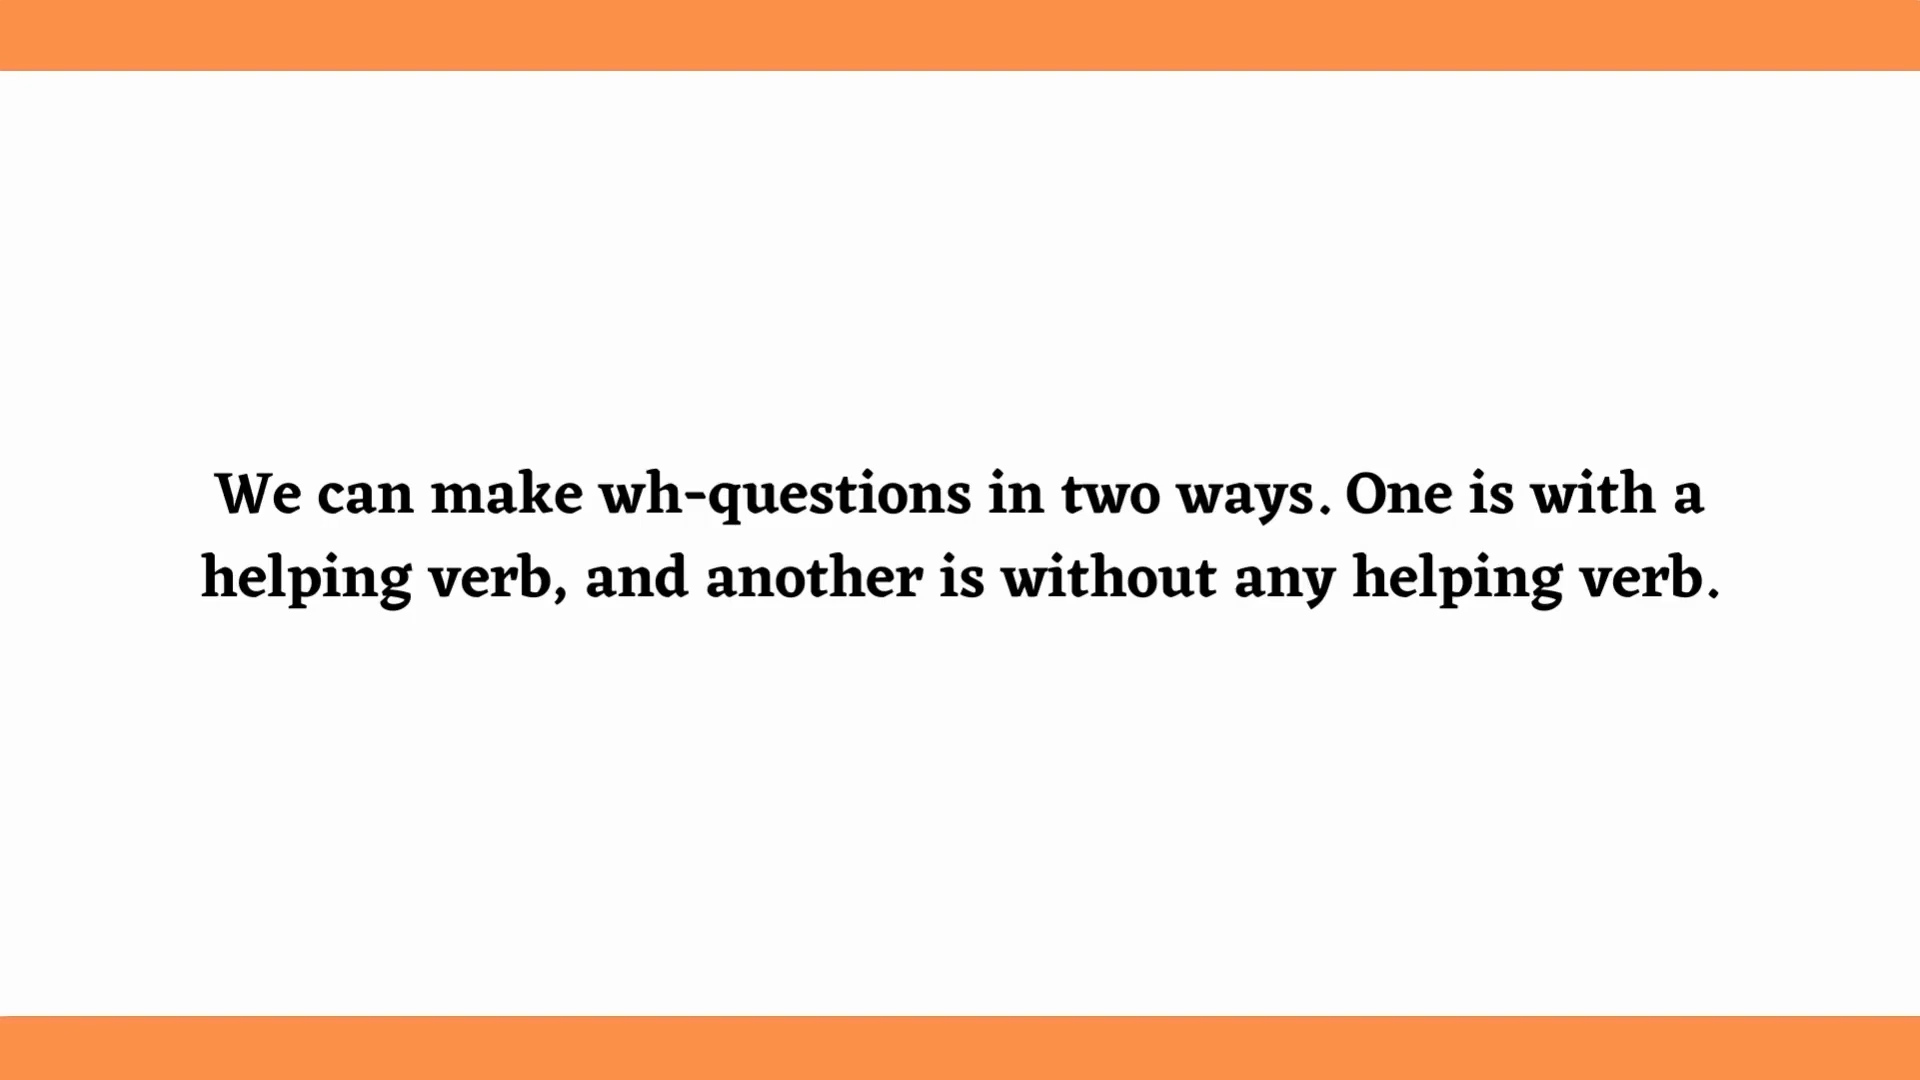 We can make wh-questions in two ways. One is with a
helping verb, and another is without any helping verb.